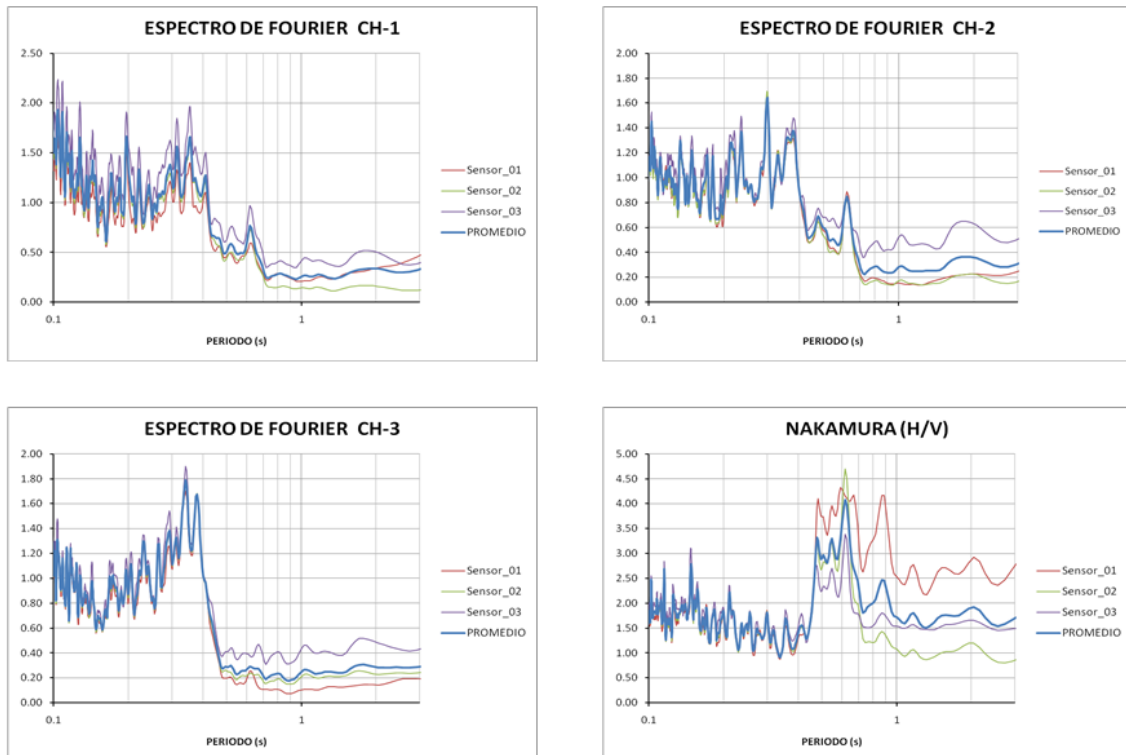 ESPECTRO DE FOURIER CH-1
2.50
2.00
1.50
1.00
0.50
0.00
0.1
1
PERIODO (s)
Sensor_01
Sensor_02
Sensor_03
PROMEDIO
ESPECTRO DE FOURIER CH-2
2.00
1.80
1.60
1.40
1.20
1.00
0.80
0.60
0.40
0.20
0.00
0.1
1
PERIODO (s)
Sensor_01
Sensor_02
Sensor_03
PROMEDIO
ESPECTRO DE FOURIER CH-3
2.00
1.80
1.60
1.40
1.20
1.00
0.80
0.60
0.40
0.20
0.00
0.1
1
PERIODO (s)
Sensor_01
Sensor_02
Sensor_03
PROMEDIO
NAKAMURA (H/V)
5.00
4.50
4.00
3.50
3.00
2.50
2.00
1.50
1.00
0.50
0.00
0.1
1
PERIODO (s)
Sensor_01
Sensor_02
Sensor_03
PROMEDIO